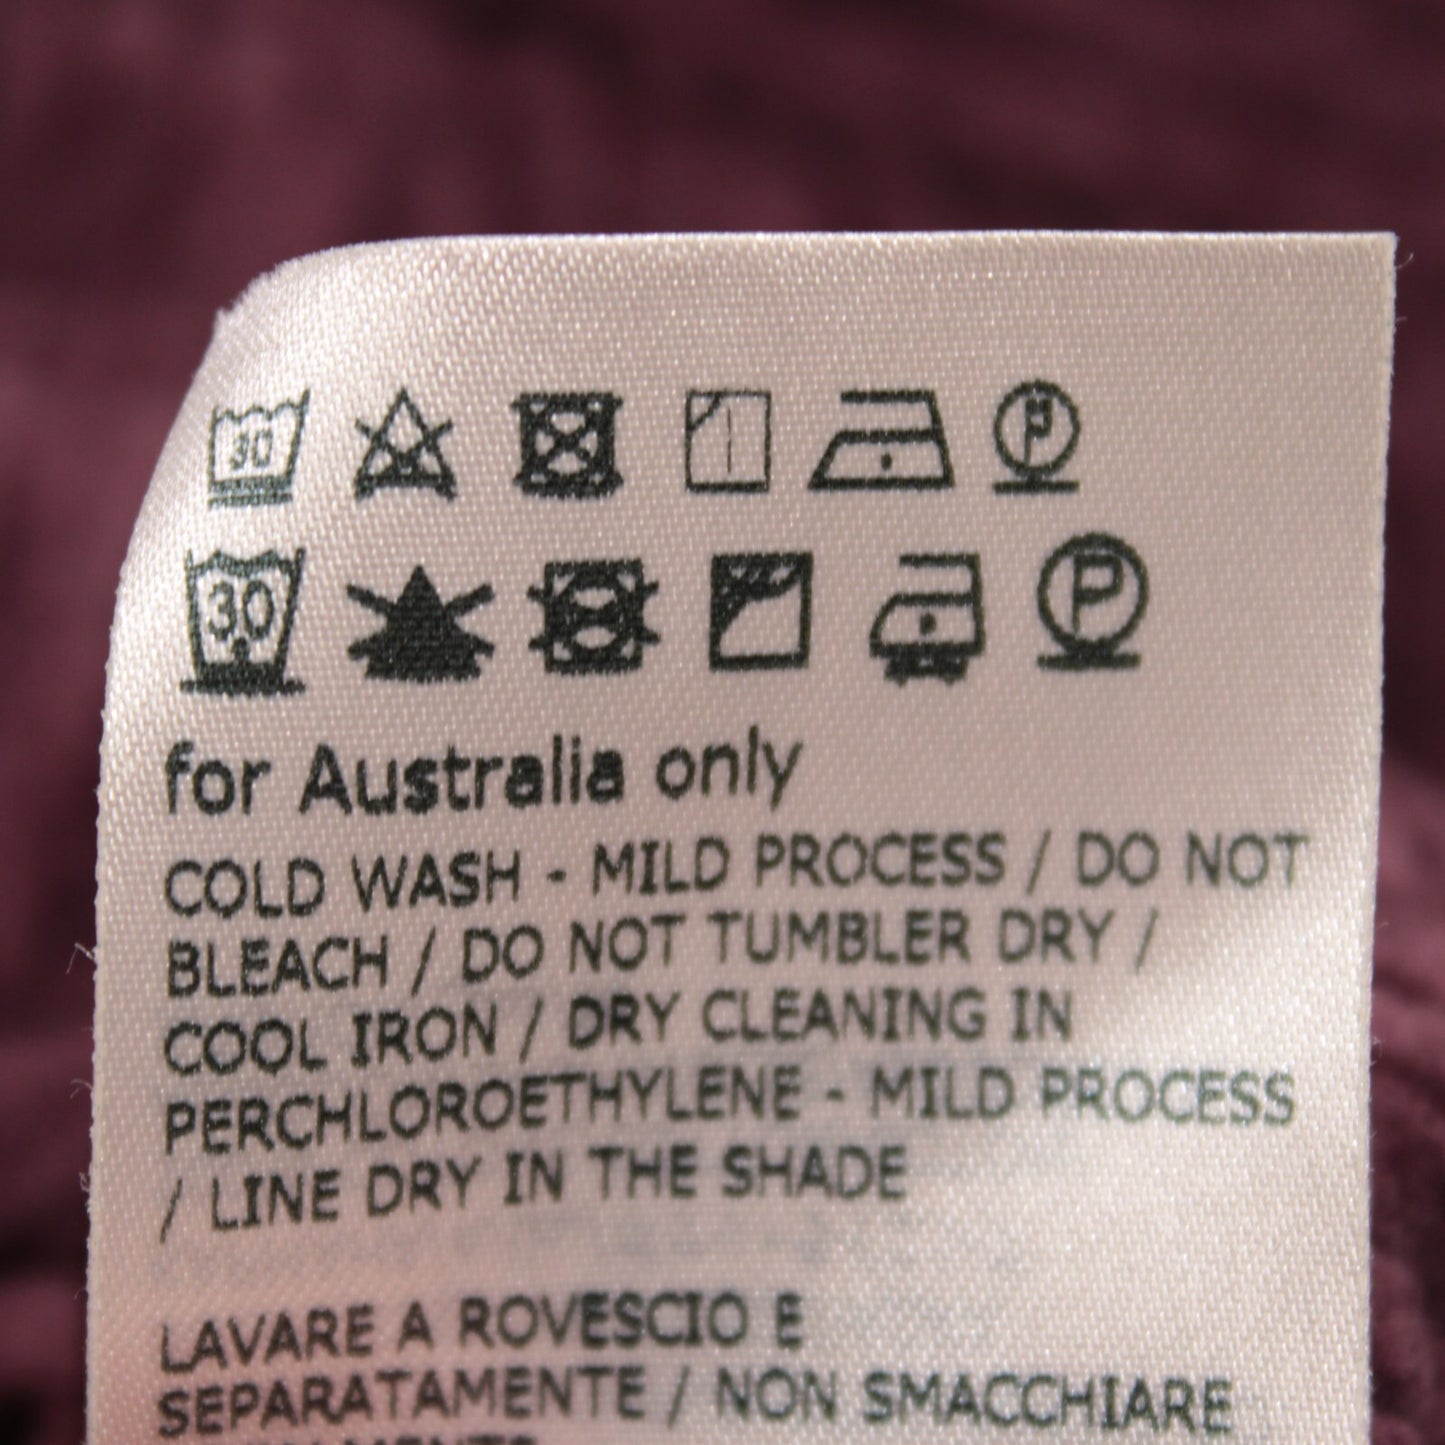 30
P
30
P
for Australia only
COLD WASH - MILD PROCESS / DO NOT
BLEACH / DO NOT TUMBLER DRY /
COOL IRON / DRY CLEANING IN
PERCHLOROETHYLENE - MILD PROCESS
/ LINE DRY IN THE SHADE
LAVARE A ROVESCIO E
SEPARATAMENTE / NON SMACCHIARE